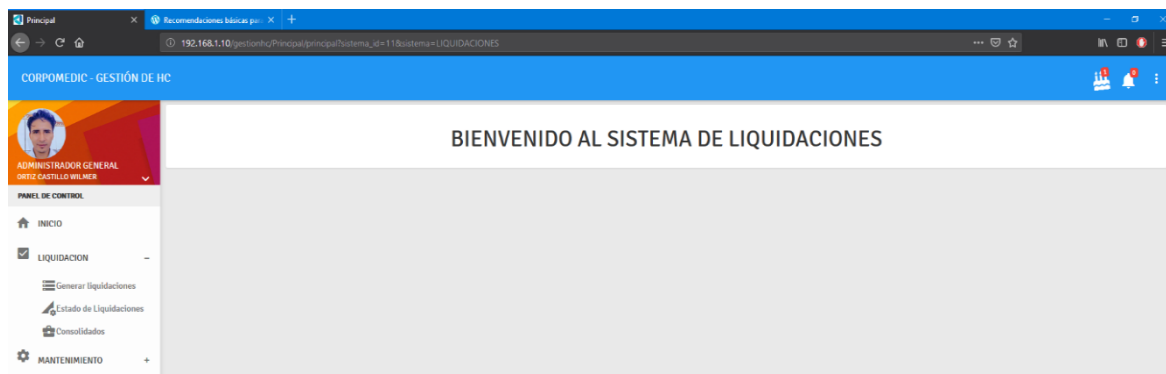 Principal
Recomendaciones básicas par
192.168.1.10/gestionhc/Principal/principal?sistema_id=11&sistema=LIQUIDACIONES
CORPOMEDIC - GESTIÓN DE HC
ADMINISTRADOR GENERAL
ORTIZ CASTILLO WILMER
BIENVENIDO AL SISTEMA DE LIQUIDACIONES
PANEL DE CONTROL
INICIO
LIQUIDACION
Generar liquidaciones
Estado de Liquidaciones
Consolidados
MANTENIMIENTO